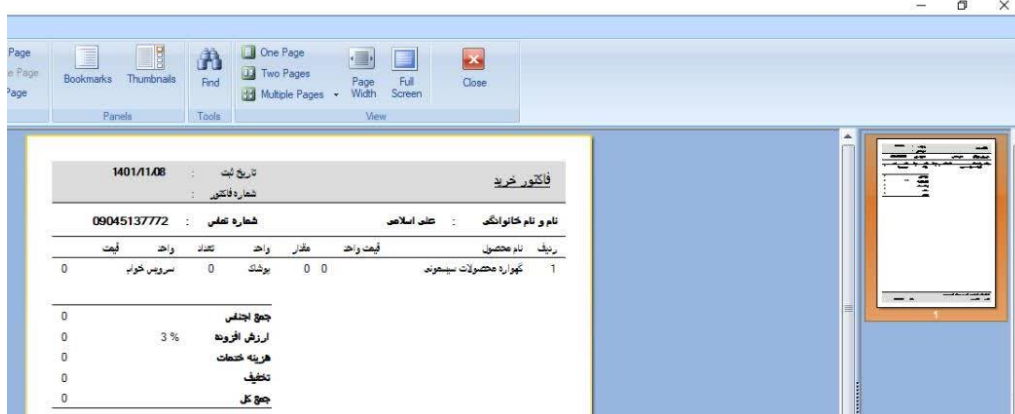 Page
One Page
e Page
Two Pages
Page
Multiple Pages
Bookmarks
Thumbnails
Find
Page Width
Full Screen
Close
Panels
Tools
View
فاکتور خرید
تاریخ ثبت : 1401/11/08
شماره فاکتور :
نام و نام خانوادگی : علی اسلامی شماره تماس : 09045137772
ردیف نام محصول قیمت واحد مقدار واحد تعداد واحد قیمت
1 گهواره محصولات سیسمونی 0 0 پوشاک 0 سرویس خواب 0
جمع اجناس 0
ارزش افزوده 3 % 0
هزینه خدمات 0
تخفیف 0
جمع کل 0
1